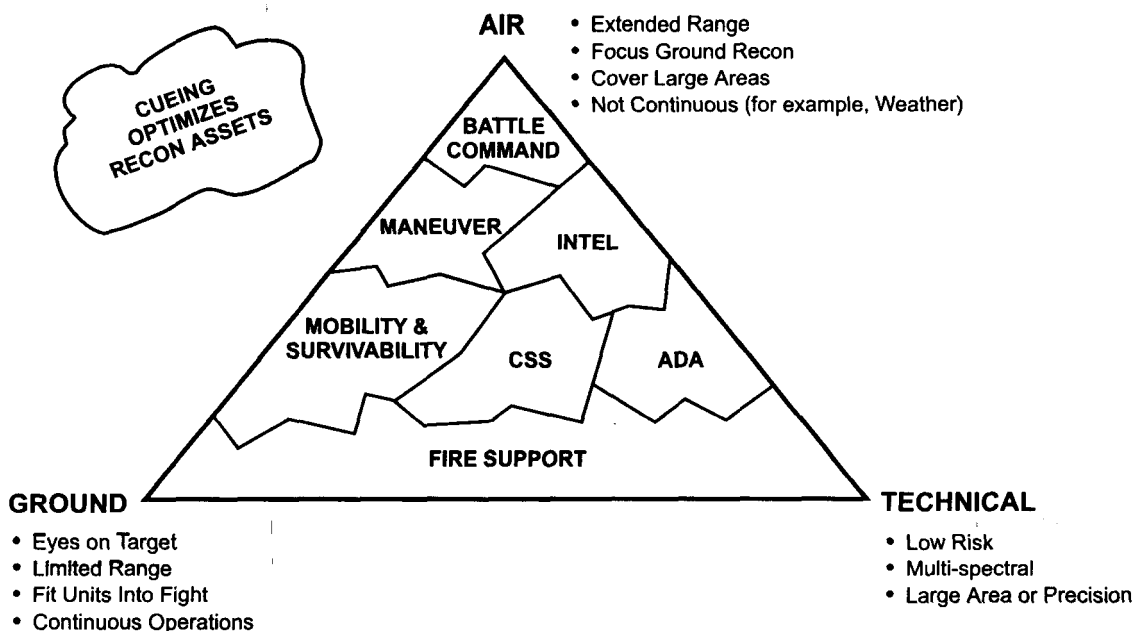 AIR
• Extended Range
• Focus Ground Recon
• Cover Large Areas
• Not Continuous (for example, Weather)
CUEING
OPTIMIZES
RECON ASSETS
BATTLE
COMMAND
MANEUVER
INTEL
MOBILITY &
SURVIVABILITY
CSS
ADA
FIRE SUPPORT
GROUND
• Eyes on Target
• Limited Range
• Fit Units Into Fight
• Continuous Operations
TECHNICAL
• Low Risk
• Multi-spectral
• Large Area or Precision